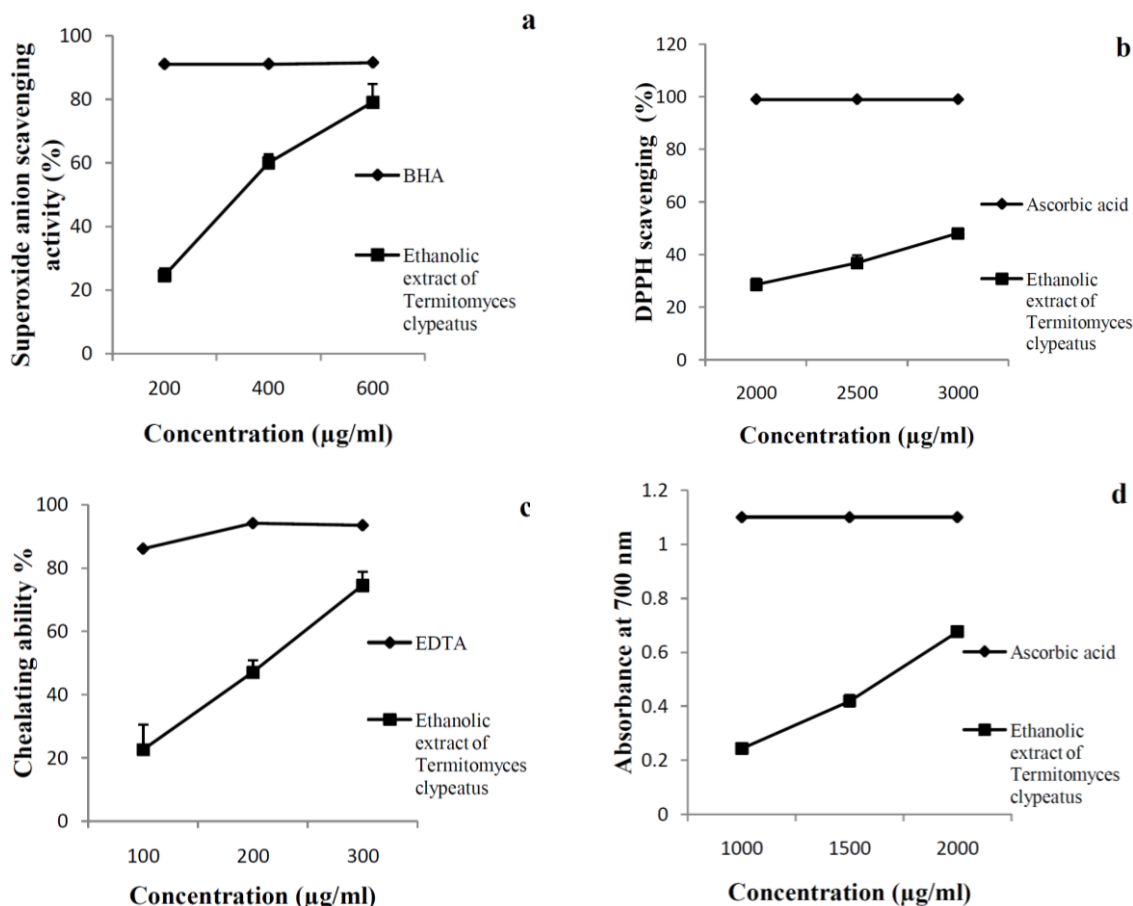 a
Superoxide anion scavenging
activity (%)
100
80
60
40
20
0
200
400
600
Concentration (µg/ml)
BHA
Ethanolic
extract of
Termitomyces
clypeatus
b
DPPH scavenging (%)
120
100
80
60
40
20
0
2000
2500
3000
Concentration (µg/ml)
Ascorbic acid
Ethanolic
extract of
Termitomyces
clypeatus
c
Chealating ability %
100
80
60
40
20
0
100
200
300
Concentration (µg/ml)
EDTA
Ethanolic
extract of
Termitomyces
clypeatus
d
Absorbance at 700 nm
1.2
1
0.8
0.6
0.4
0.2
0
1000
1500
2000
Concentration (µg/ml)
Ascorbic acid
Ethanolic
extract of
Termitomyces
clypeatus